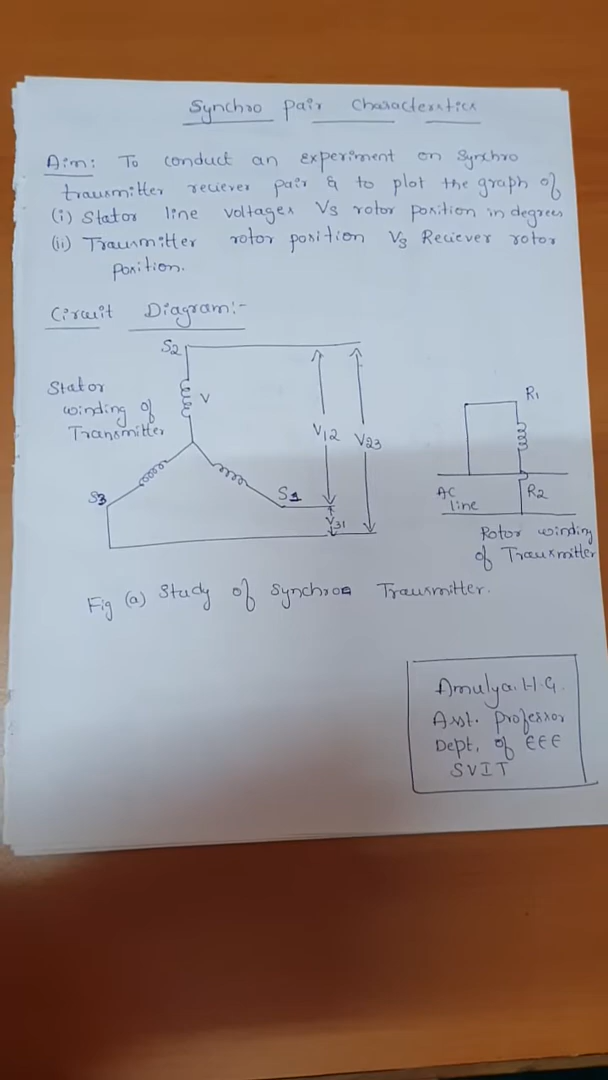 Synchro pair Characterstics
Aim: To conduct an experiment on synchro
transmitter reciever pair & to plot the graph of
(i) Stator line voltages Vs rotor position in degrees
(ii) Transmitter rotor position Vs Reciever rotor
position.
Circuit Diagram:-
S2
Stator
winding of
Transmitter
V
V12
V23
S3
S1
V31
R1
AC
line
R2
Rotor winding
of Transmitter
Fig (a) Study of Synchro Transmitter.
Amulya.H.G.
Asst. professor
Dept. of EEE
SVIT